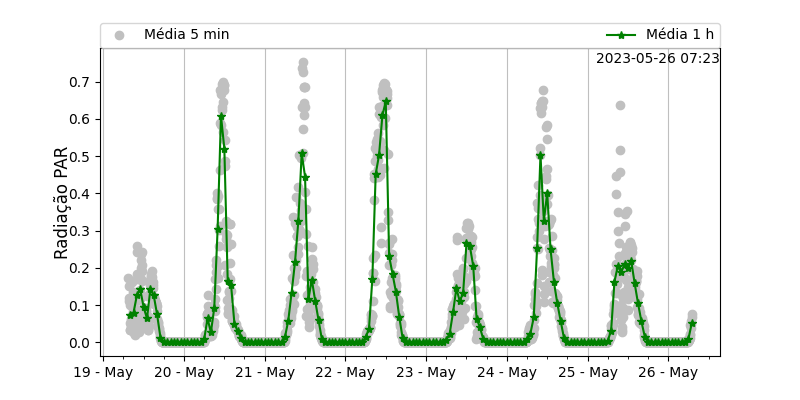 Média 5 min
Média 1 h
2023-05-26 07:23
Radiação PAR
0.7
0.6
0.5
0.4
0.3
0.2
0.1
0.0
19 - May
20 - May
21 - May
22 - May
23 - May
24 - May
25 - May
26 - May